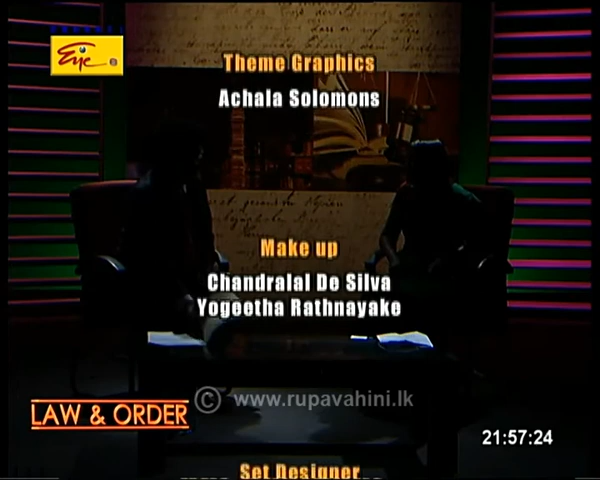 Eye
Theme Graphics
Achala Solomons
Make up
Chandralal De Silva
Yogeetha Rathnayake
© www.rupavahini.lk
LAW & ORDER
21:57:24
Set Designer